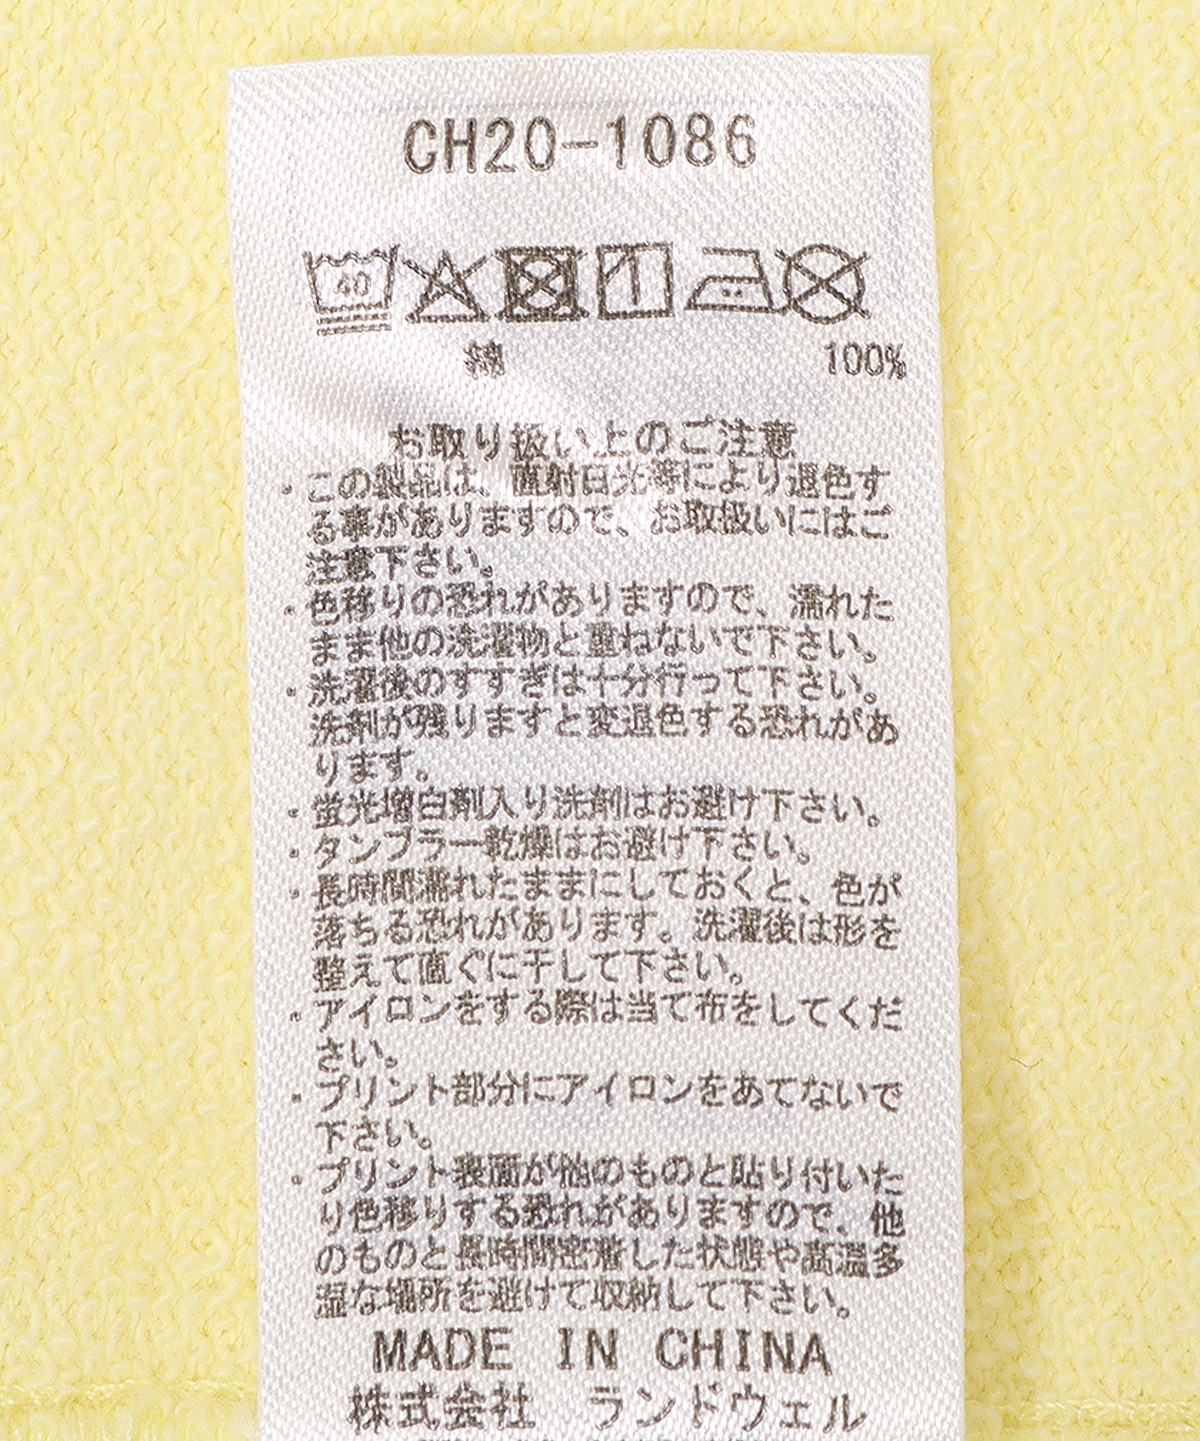 CH20-1086
40
綿 100%
お取り扱い上のご注意
・この製品は、直射日光等により退色す
る事がありますので、お取扱いにはご
注意下さい。
・色移りの恐れがありますので、濡れた
まま他の洗濯物と重ねないで下さい。
・洗濯後のすすぎは十分行って下さい。
洗剤が残りますと変退色する恐れがあ
ります。
・蛍光増白剤入り洗剤はお避け下さい。
・タンブラー乾燥はお避け下さい。
・長時間濡れたままにしておくと、色が
落ちる恐れがあります。洗濯後は形を
整えて直ぐに干して下さい。
・アイロンをする際は当て布をしてくだ
さい。
・プリント部分にアイロンをあてないで
下さい。
・プリント表面が他のものと貼り付いた
り色移りする恐れがありますので、他
のものと長時間密着した状態や高温多
湿な場所を避けて収納して下さい。
MADE IN CHINA
株式会社 ランドウェル